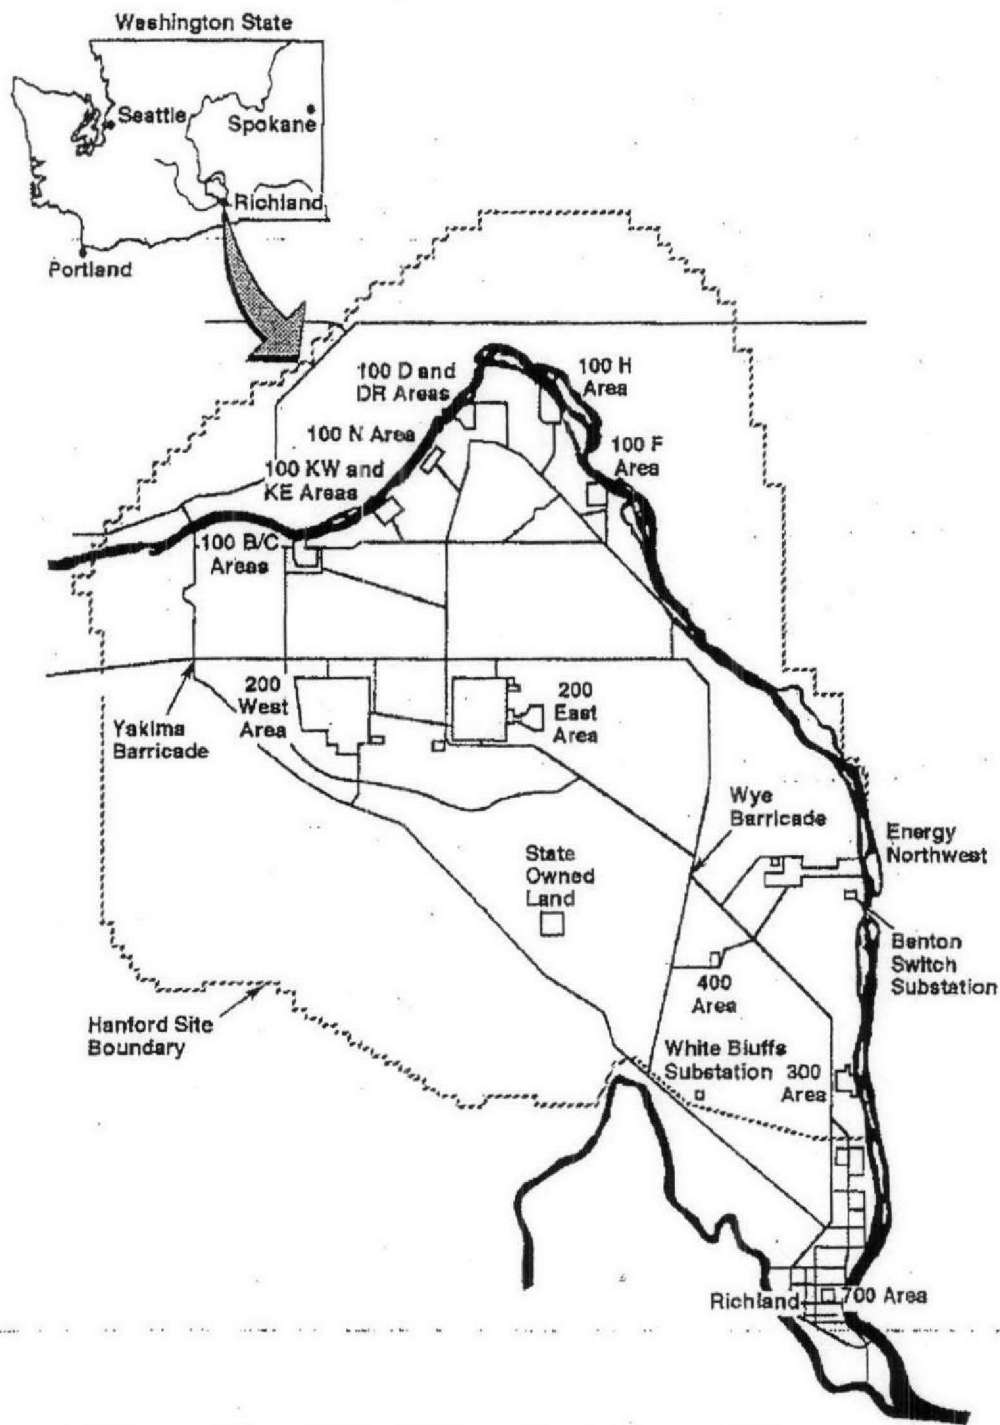 Washington State
Seattle
Spokane
Richland
Portland
100 D and
DR Areas
100 H
Area
100 N Area
100 F
Area
100 KW and
KE Areas
100 B/C
Areas
200
West
Area
200
East
Area
Yakima
Barricade
Wye
Barricade
Energy
Northwest
State
Owned
Land
Benton
Switch
Substation
400
Area
Hanford Site
Boundary
White Bluffs
Substation
300
Area
Richland
700 Area